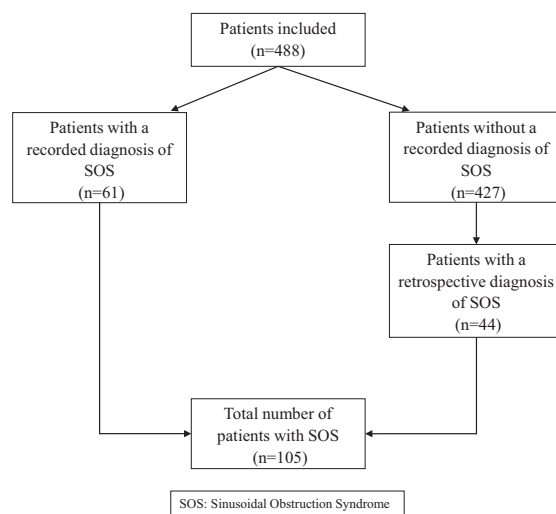 Patients included
(n=488)
Patients with a
recorded diagnosis of
SOS
(n=61)
Patients without a
recorded diagnosis of
SOS
(n=427)
Patients with a
retrospective diagnosis
of SOS
(n=44)
Total number of
patients with SOS
(n=105)
SOS: Sinusoidal Obstruction Syndrome